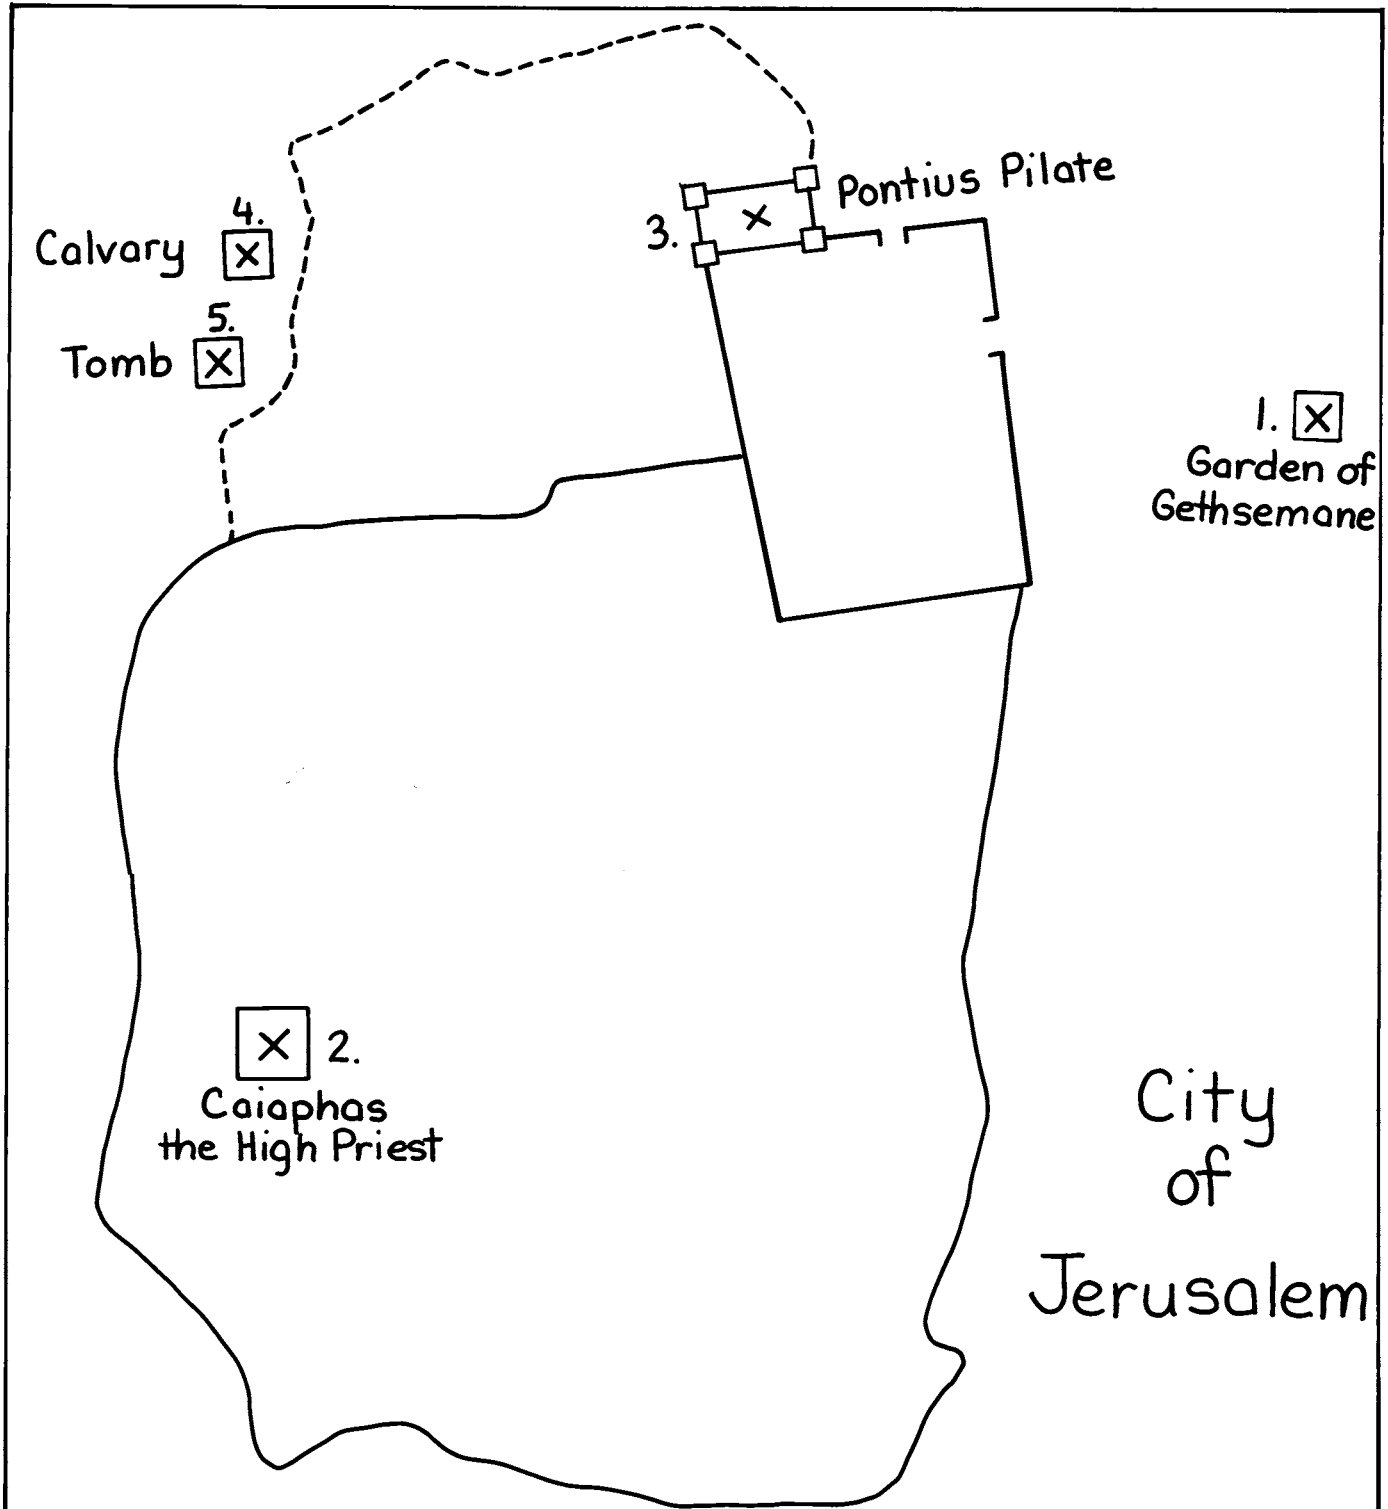 Pontius Pilate
3.
4.
Calvary
5.
Tomb
1.
Garden of
Gethsemane
2.
Caiaphas
the High Priest
City
of
Jerusalem